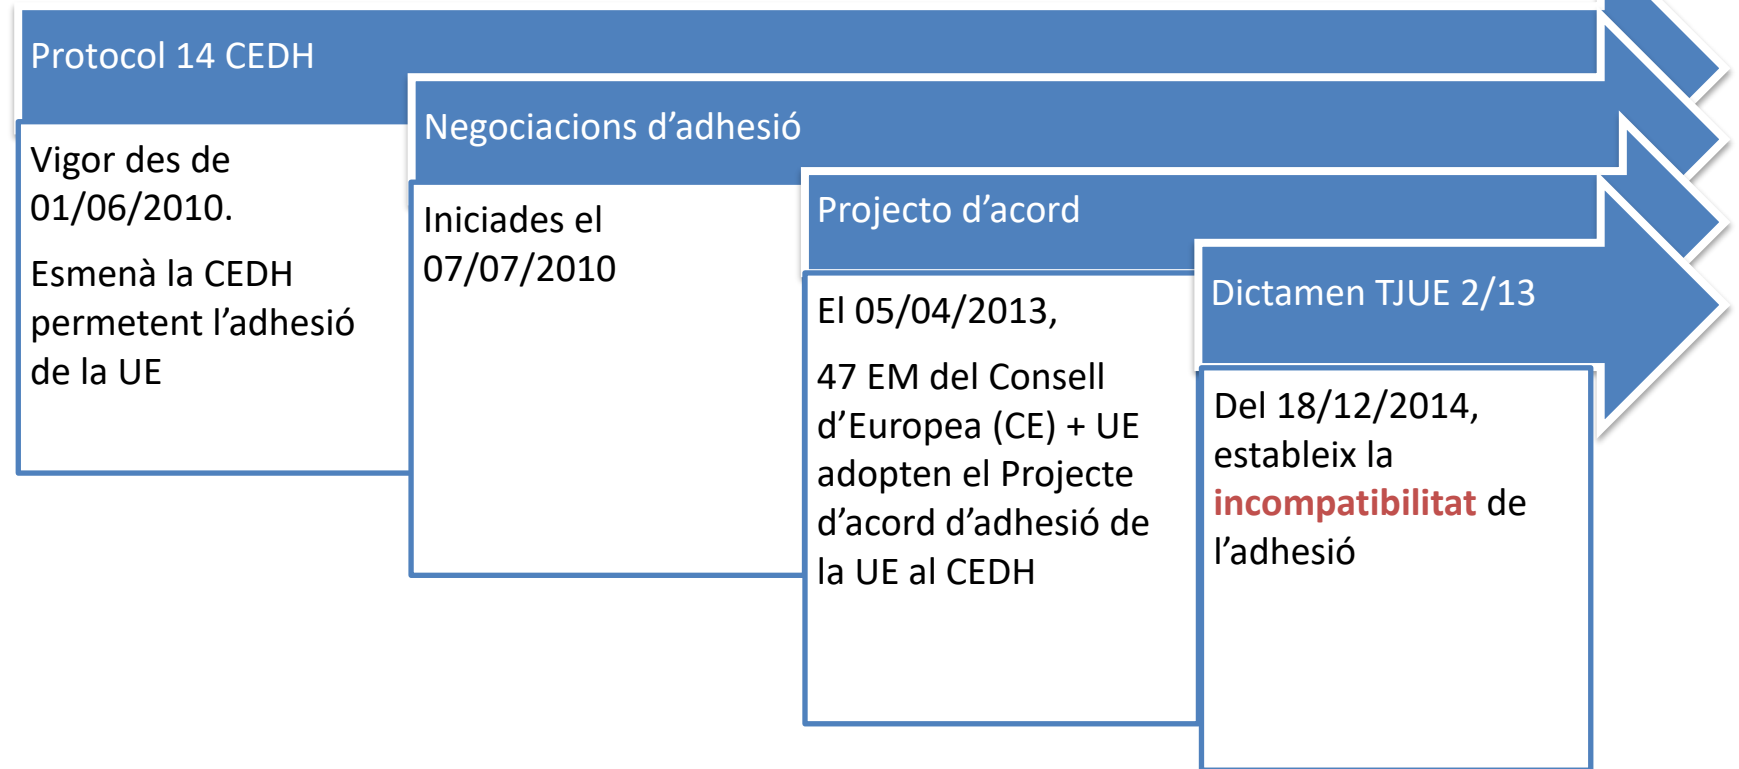 Protocol 14 CEDH
Vigor des de
01/06/2010.
Esmenà la CEDH
permetent l’adhesió
de la UE
Negociacions d’adhesió
Iniciades el
07/07/2010
Projecto d’acord
El 05/04/2013,
47 EM del Consell
d’Europea (CE) + UE
adopten el Projecte
d’acord d’adhesió de
la UE al CEDH
Dictamen TJUE 2/13
Del 18/12/2014,
estableix la
incompatibilitat de
l’adhesió